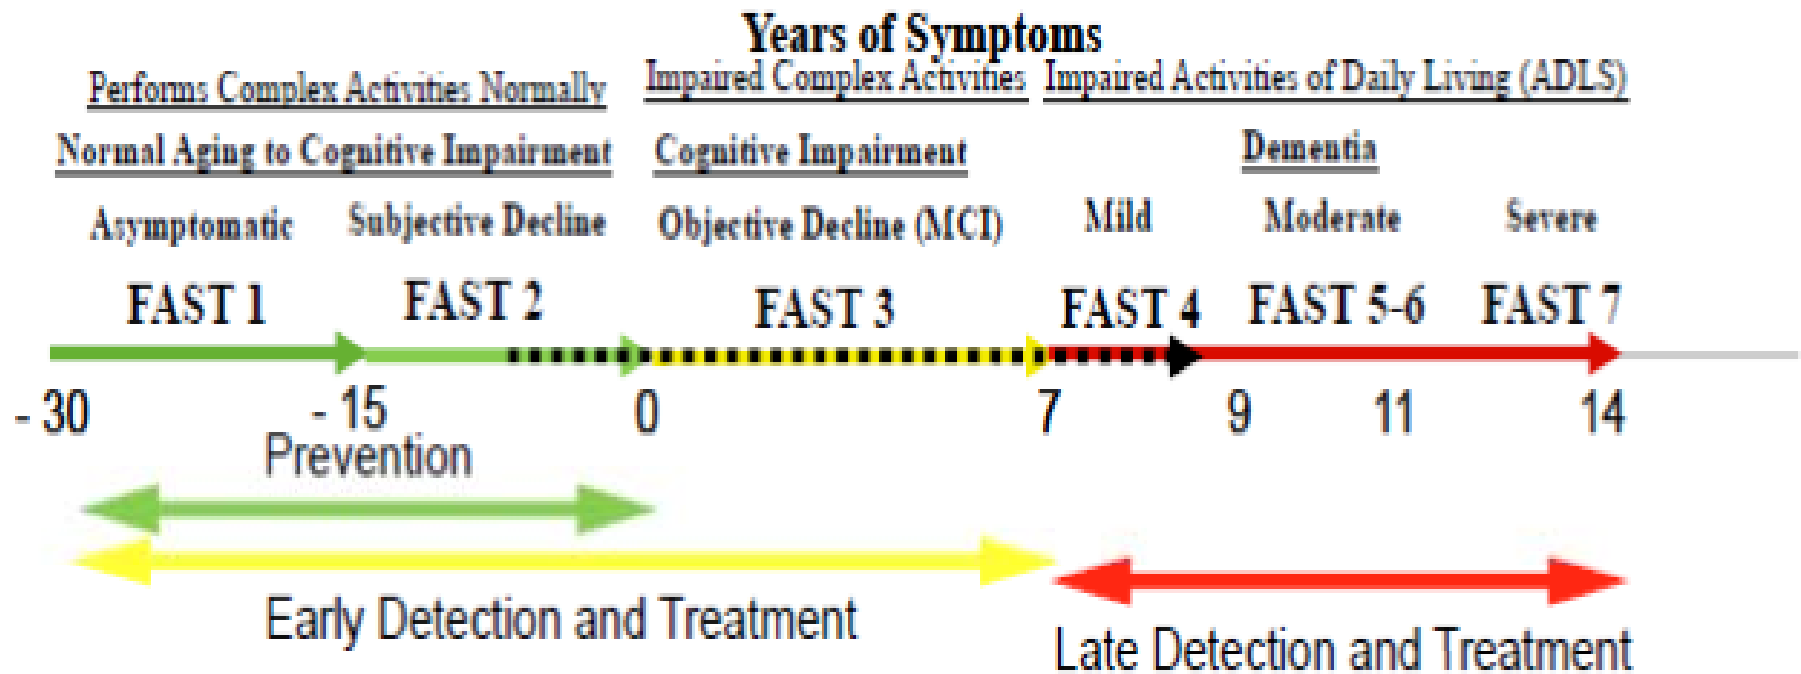 Years of Symptoms
Performs Complex Activities Normally Impaired Complex Activities Impaired Activities of Daily Living (ADLS)
Normal Aging to Cognitive Impairment Cognitive Impairment Dementia
Asymptomatic Subjective Decline Objective Decline (MCI) Mild Moderate Severe
FAST 1 FAST 2 FAST 3 FAST 4 FAST 5-6 FAST 7
- 30 - 15 0 7 9 11 14
Prevention
Early Detection and Treatment
Late Detection and Treatment